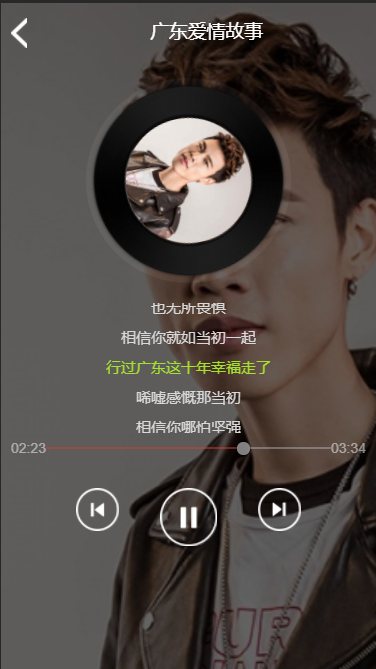 广东爱情故事
也无所畏惧
相信你就如当初一起
行过广东这十年幸福走了
唏嘘感慨那当初
相信你哪怕坚强
02:23
03:34